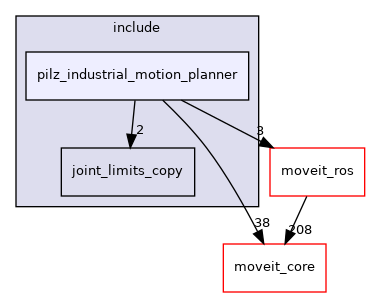 include
pilz_industrial_motion_planner
2
3
joint_limits_copy
moveit_ros
38
208
moveit_core